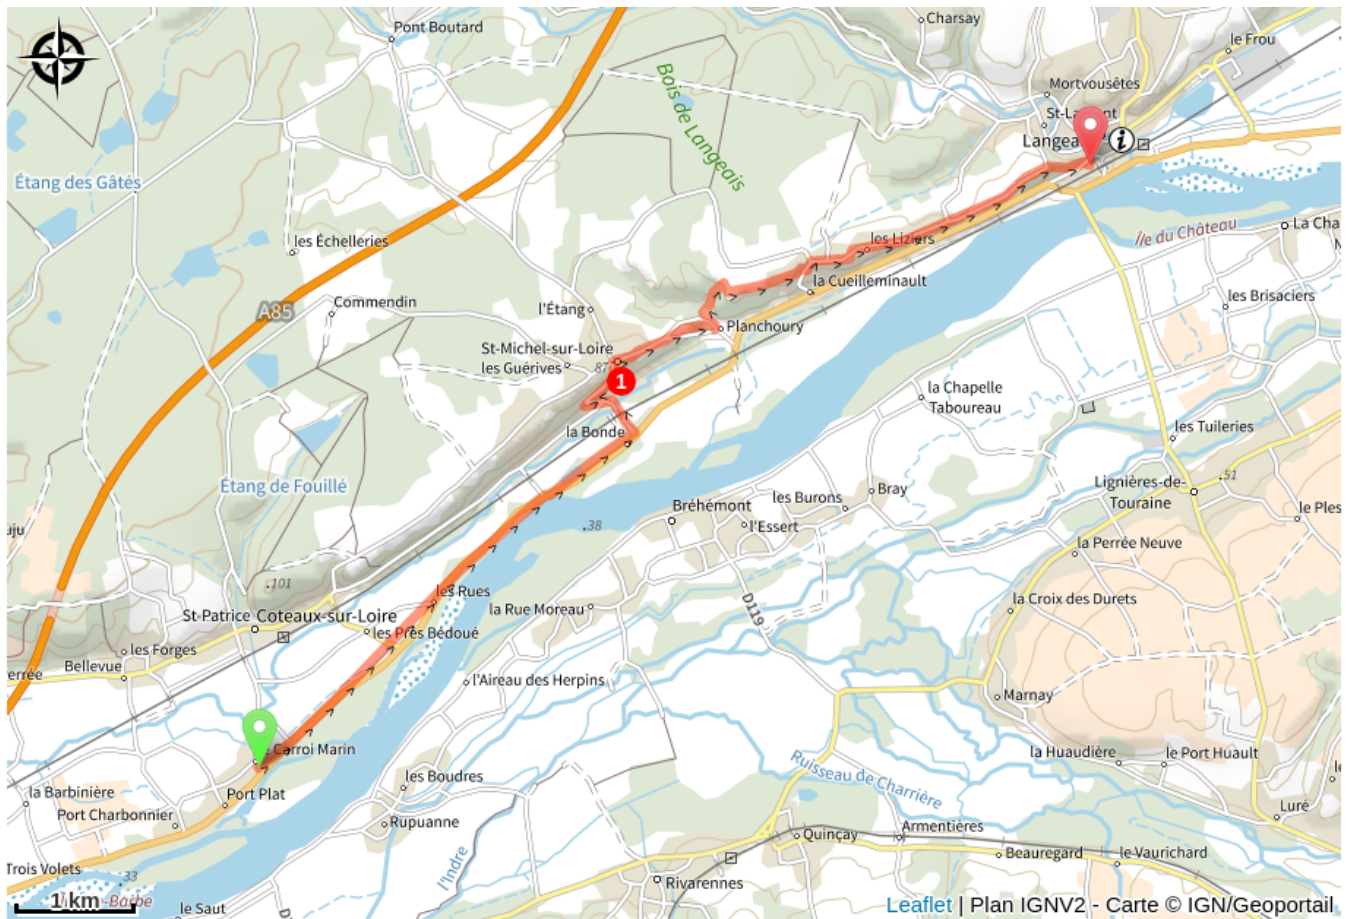 Charsay
Pont Boutard
le Frou
Mortvousêtes
Bois de Langeais
St-La
nt
Langea
i
Étang des Gâtés
Île du Château
La Cha
les Échelleries
les Liziers
la Cueilleminault
les Brisaciers
A85
Commendin
l'Étang
Planchoury
St-Michel-sur-Loire
les Guérives
87
1
la Chapelle
Taboureau
la Bonde
les Tuileries
Étang de Fouillé
Lignières-de-
Touraine
51
Bray
les Burons
Bréhémont
l'Essert
38
les Ples
uju
la Perrée Neuve
101
les Rues
la Rue Moreau
D119
la Croix des Durets
St-Patrice
Coteaux-sur-Loire
les Prés Bédoué
les Forges
Bellevue
errée
l'Aireau des Herpins
Marnay
Carroi Marin
la Huaudière
le Port Huault
les Boudres
Ruisseau de Charrière
la Barbinière
Port Plat
Port Charbonnier
Rupuanne
Luré
Quinçay
Armentières
Beauregard
le Vaurichard
l'Indre
Trois Volets
33
Rivarennes
1 km
-Barbe
le Saut
Leaflet | Plan IGNV2 - Carte © IGN/Geoportail